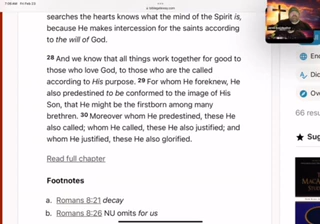 7:09 AM Fri Feb 23
searches the hearts knows what the mind of the Spirit is,
because He makes intercession for the saints according
to the will of God.
28 And we know that all things work together for good to
those who love God, to those who are the called
according to His purpose. 29 For whom He foreknew, He
also predestined to be conformed to the image of His
Son, that He might be the firstborn among many
brethren. 30 Moreover whom He predestined, these He
also called; whom He called, these He also justified; and
whom He justified, these He also glorified.
Read full chapter
Footnotes
a. Romans 8:21 decay
b. Romans 8:26 NU omits for us
66 resu
Sug